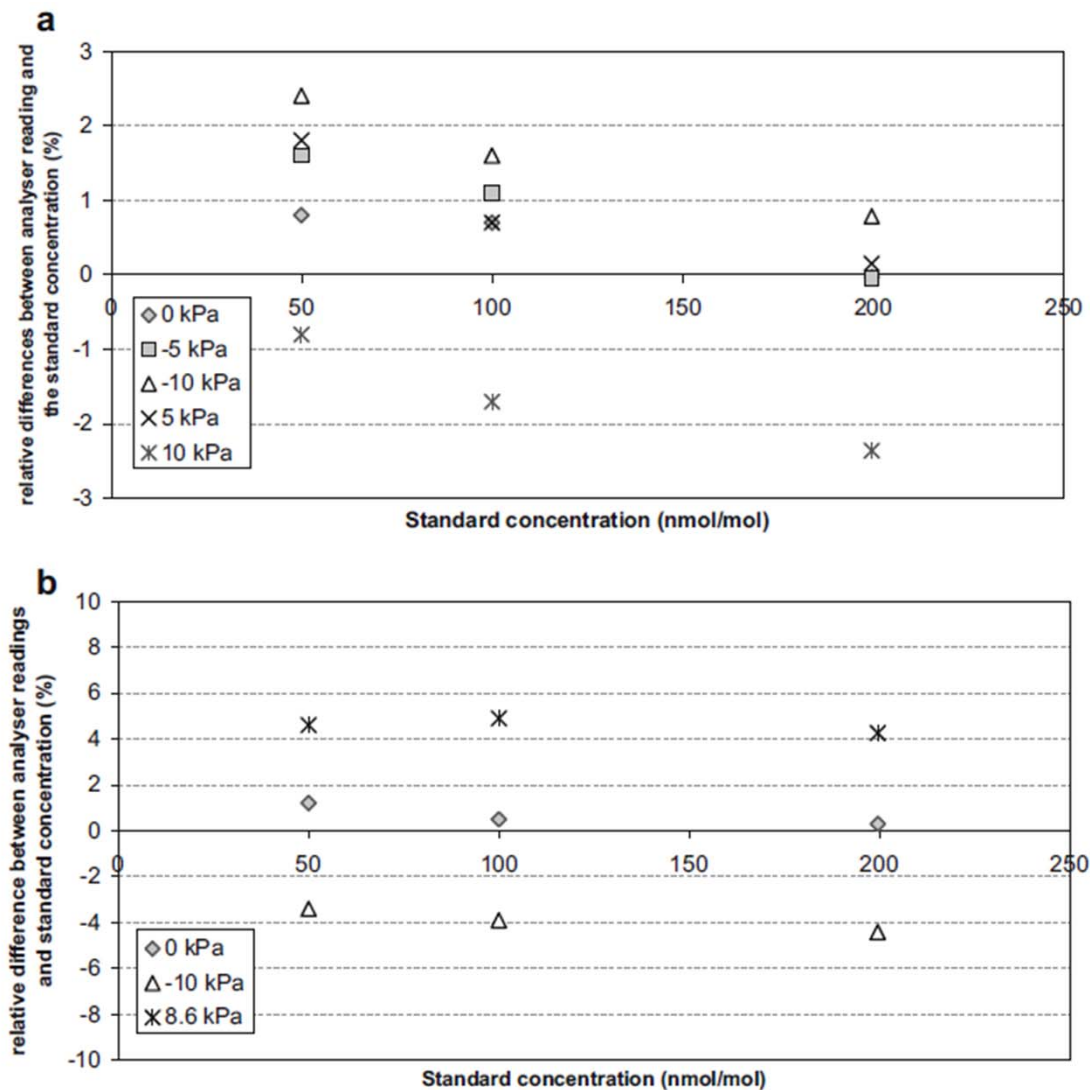 a
relative differences between analyser reading and
the standard concentration (%)
3
2
1
0
-1
-2
-3
0 50 100 150 200 250
0 kPa
-5 kPa
-10 kPa
5 kPa
10 kPa
Standard concentration (nmol/mol)
b
relative difference between analyser readings
and standard concentration (%)
10
8
6
4
2
0
-2
-4
-6
-8
-10
0 50 100 150 200 250
0 kPa
-10 kPa
8.6 kPa
Standard concentration (nmol/mol)